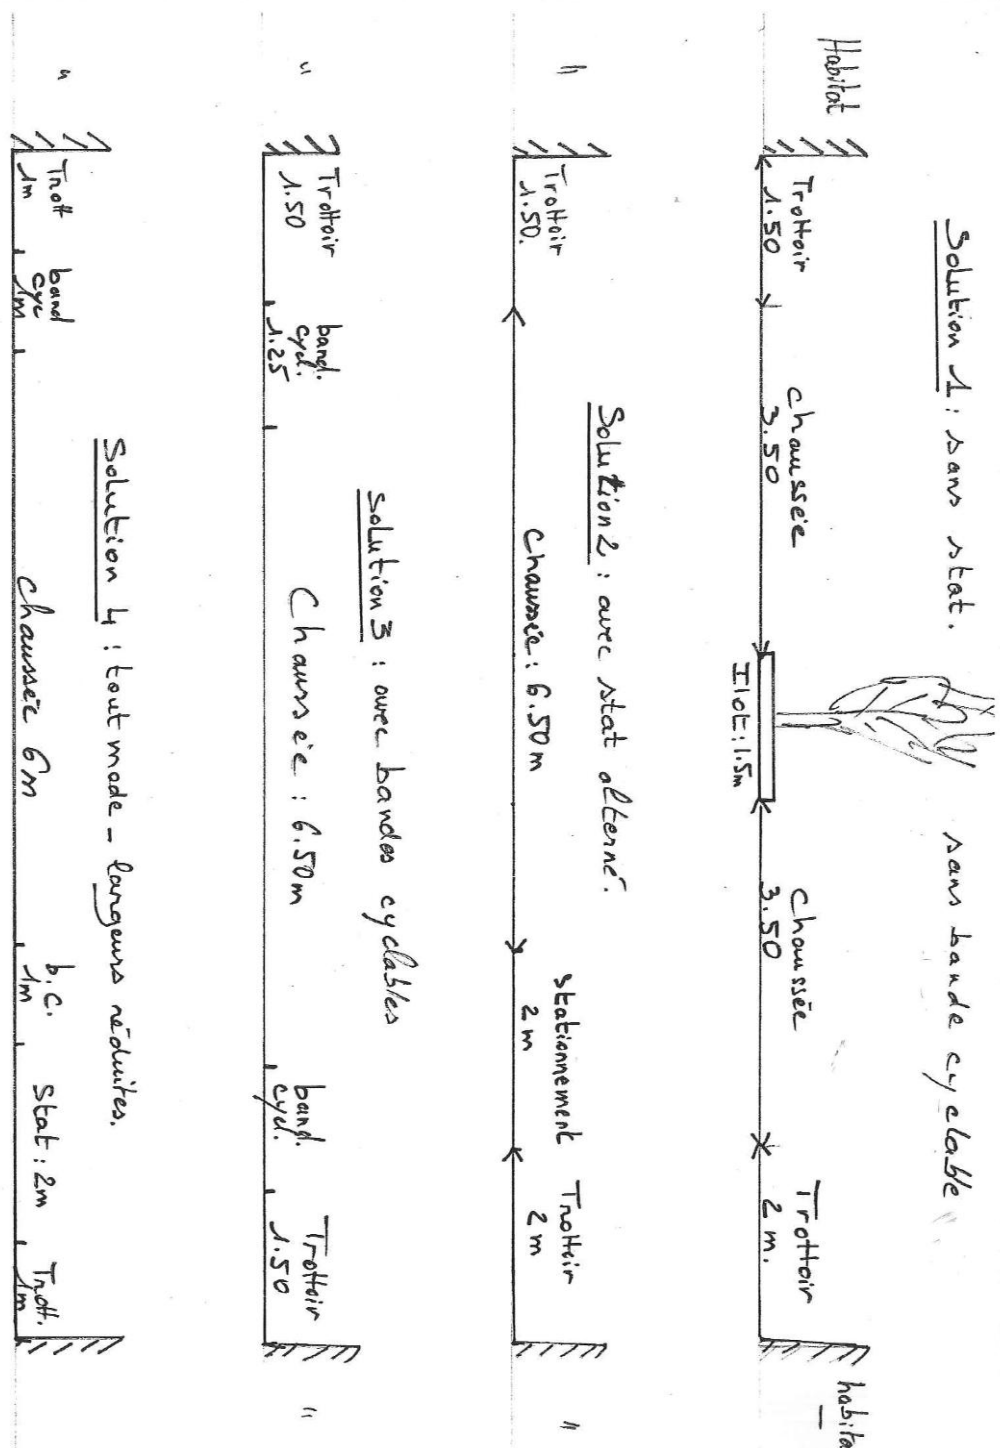 Solution 1 : sans stat. sans bande cyclable
Habitat
habita
Trottoir
1.50
Chaussée
3.50
Ilot : 1.5m
Chaussée
3.50
Trottoir
2 m.
Solution 2 : avec stat alterné.
"
"
Trottoir
1.50.
Chaussée : 6.50m
Stationnement
2 m
Trottoir
2 m
Solution 3 : avec bandes cyclables
"
"
Trottoir
1.50
band.
cycl.
1.25
Chaussée : 6.50m
band.
cycl.
Trottoir
1.50
Solution 4 : tout mode - largeurs réduites.
"
Trott
1m
band
cyc
1m
Chaussée 6m
b.c.
1m
Stat : 2m
Trott.
1m